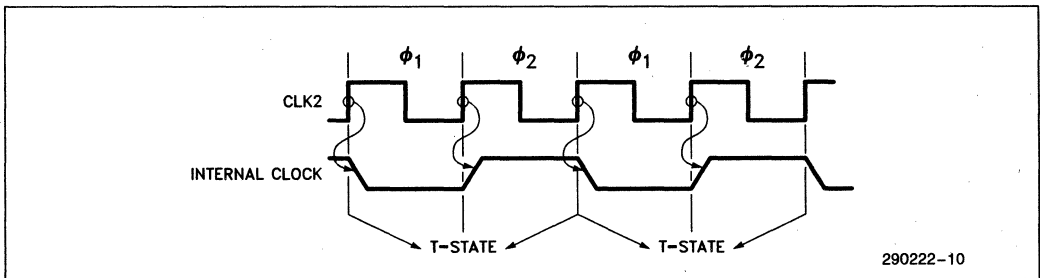 ϕ1 ϕ2 ϕ1 ϕ2
CLK2
INTERNAL CLOCK
T-STATE T-STATE
290222-10